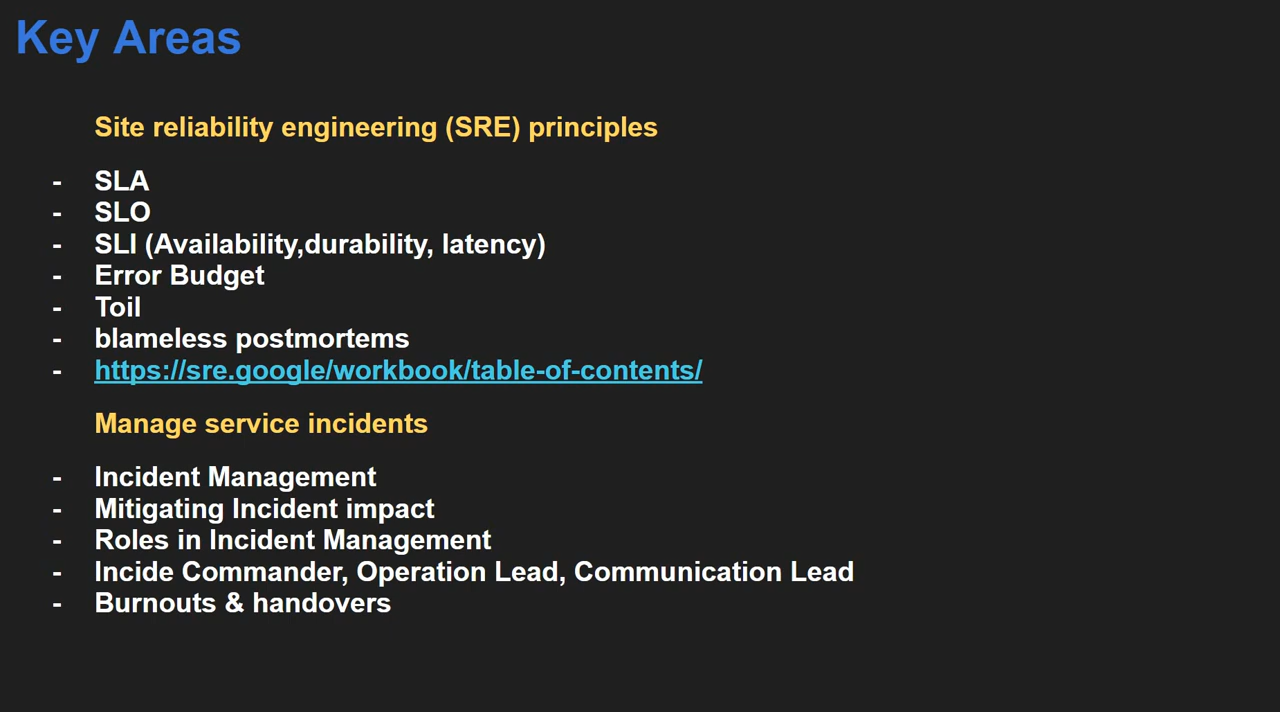 Key Areas
Site reliability engineering (SRE) principles
- SLA
- SLO
- SLI (Availability,durability, latency)
- Error Budget
- Toil
- blameless postmortems
- https://sre.google/workbook/table-of-contents/
Manage service incidents
- Incident Management
- Mitigating Incident impact
- Roles in Incident Management
- Incide Commander, Operation Lead, Communication Lead
- Burnouts & handovers